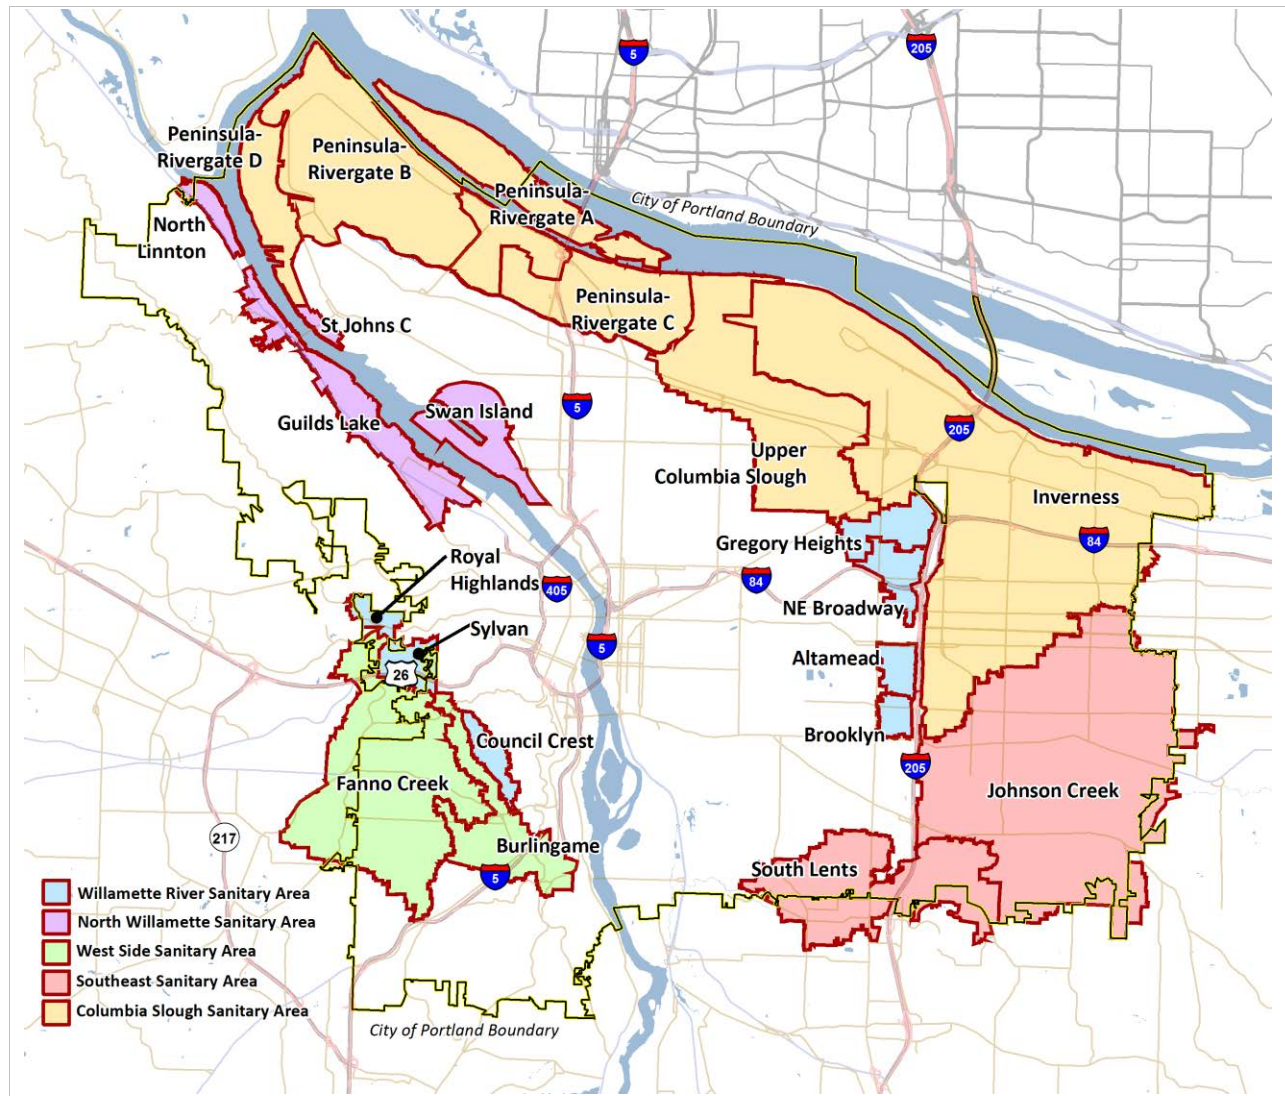 5
205
Peninsula-
Rivergate D
Peninsula-
Rivergate B
Peninsula-
Rivergate A
City of Portland Boundary
North
Linnton
Peninsula-
Rivergate C
St Johns C
Swan Island
Guilds Lake
5
205
Upper
Columbia Slough
Inverness
Gregory Heights
84
Royal
Highlands
405
84
NE Broadway
Sylvan
5
Altamead
26
Brooklyn
Council Crest
205
Fanno Creek
Johnson Creek
217
Burlingame
5
South Lents
Willamette River Sanitary Area
North Willamette Sanitary Area
West Side Sanitary Area
Southeast Sanitary Area
Columbia Slough Sanitary Area
City of Portland Boundary